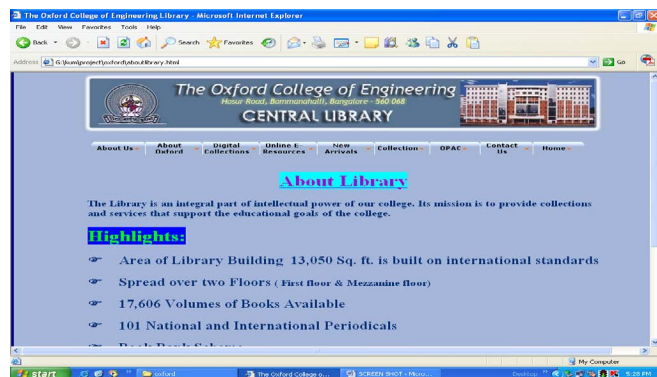 The Oxford College of Engineering Library - Microsoft Internet Explorer
File Edit View Favorites Tools Help
Back Search Favorites
Address G:\kum\project\oxford\aboutlibrary.html Go
The Oxford College of Engineering
Hosur Road, Bommanahalli, Bangalore - 560 068
CENTRAL LIBRARY
About Us About Oxford Digital Collections Online E-Resources New Arrivals Collection OPAC Contact Us Home
About Library
The Library is an integral part of intellectual power of our college. Its mission is to provide collections
and services that support the educational goals of the college.
Highlights:
Area of Library Building 13,050 Sq. ft. is built on international standards
Spread over two Floors ( First floor & Mezzanine floor)
17,606 Volumes of Books Available
101 National and International Periodicals
Book Bank Scheme
My Computer
start oxford The Oxford College o... SCREEN SHOT - Micro... Desktop 5:28 PM